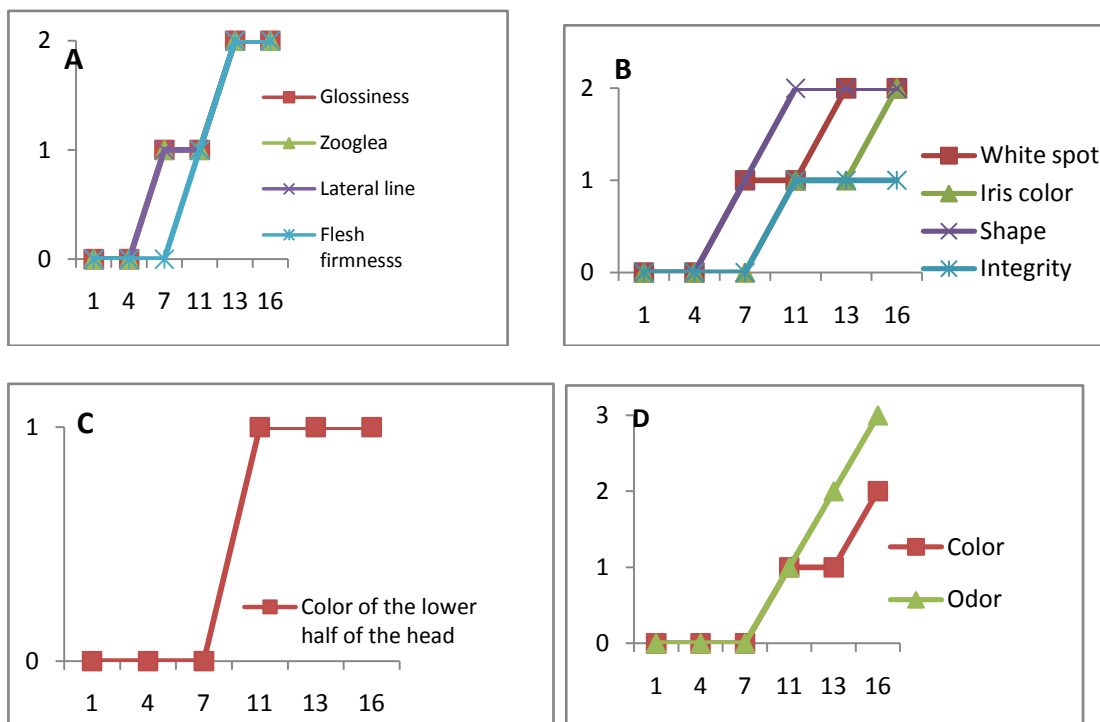 A
2
1
0
1 4 7 11 13 16
Glossiness
Zooglea
Lateral line
Flesh
firmnesss
B
2
1
0
1 4 7 11 13 16
White spot
Iris color
Shape
Integrity
C
1
0
1 4 7 11 13 16
Color of the lower
half of the head
D
3
2
1
0
1 4 7 11 13 16
Color
Odor